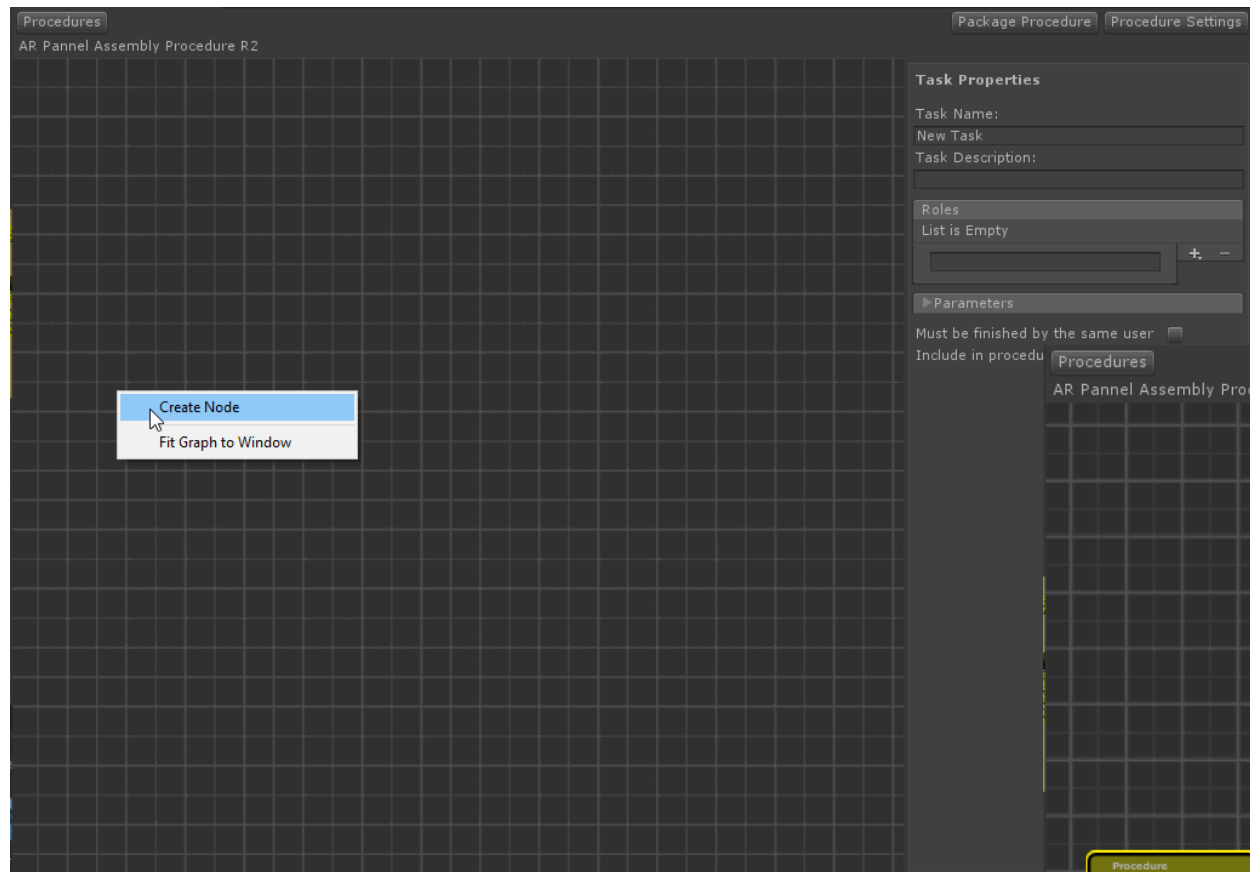 Procedures
Package Procedure
Procedure Settings
AR Pannel Assembly Procedure R2
Task Properties
Task Name:
New Task
Task Description:
Roles
List is Empty
Parameters
Must be finished by the same user
Include in procedu
Procedures
AR Pannel Assembly Pro
Create Node
Fit Graph to Window
Procedure